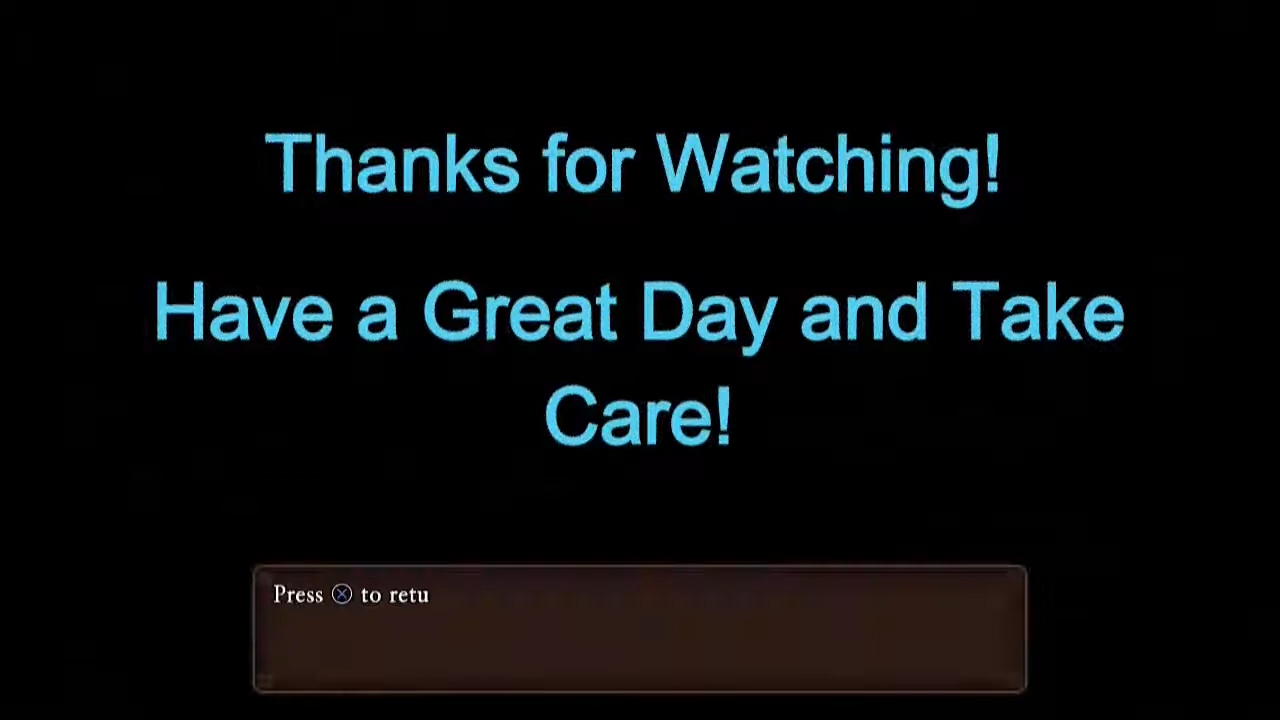 Thanks for Watching!
Have a Great Day and Take
Care!
Press ⓧ to retu